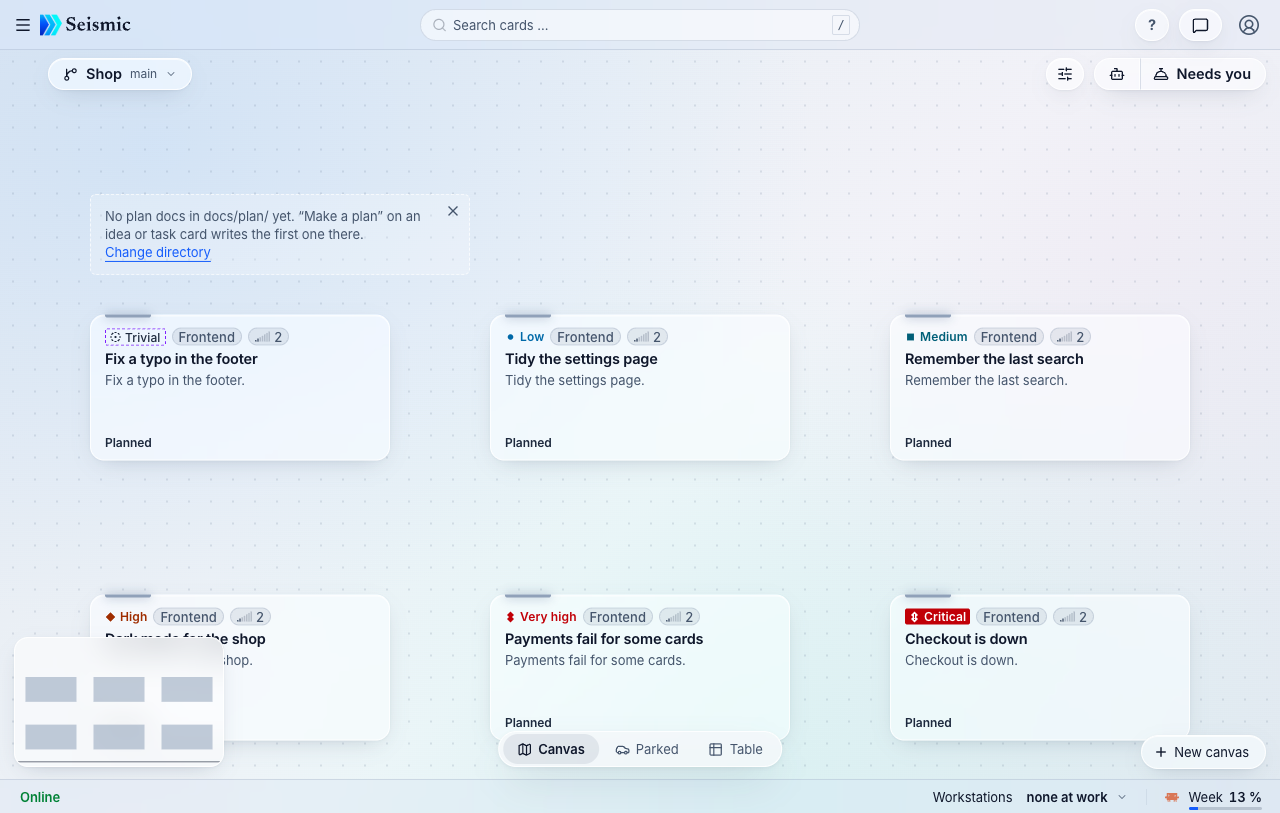 Seismic
Search cards ...
/
?
Shop main
Needs you
No plan docs in docs/plan/ yet. “Make a plan” on an
idea or task card writes the first one there.
Change directory
Trivial Frontend 2
Fix a typo in the footer
Fix a typo in the footer.
Planned
Low Frontend 2
Tidy the settings page
Tidy the settings page.
Planned
Medium Frontend 2
Remember the last search
Remember the last search.
Planned
High Frontend 2
shop
shop.
Very high Frontend 2
Payments fail for some cards
Payments fail for some cards.
Planned
Critical Frontend 2
Checkout is down
Checkout is down.
Planned
Canvas Parked Table
New canvas
Online
Workstations none at work
Week 13 %